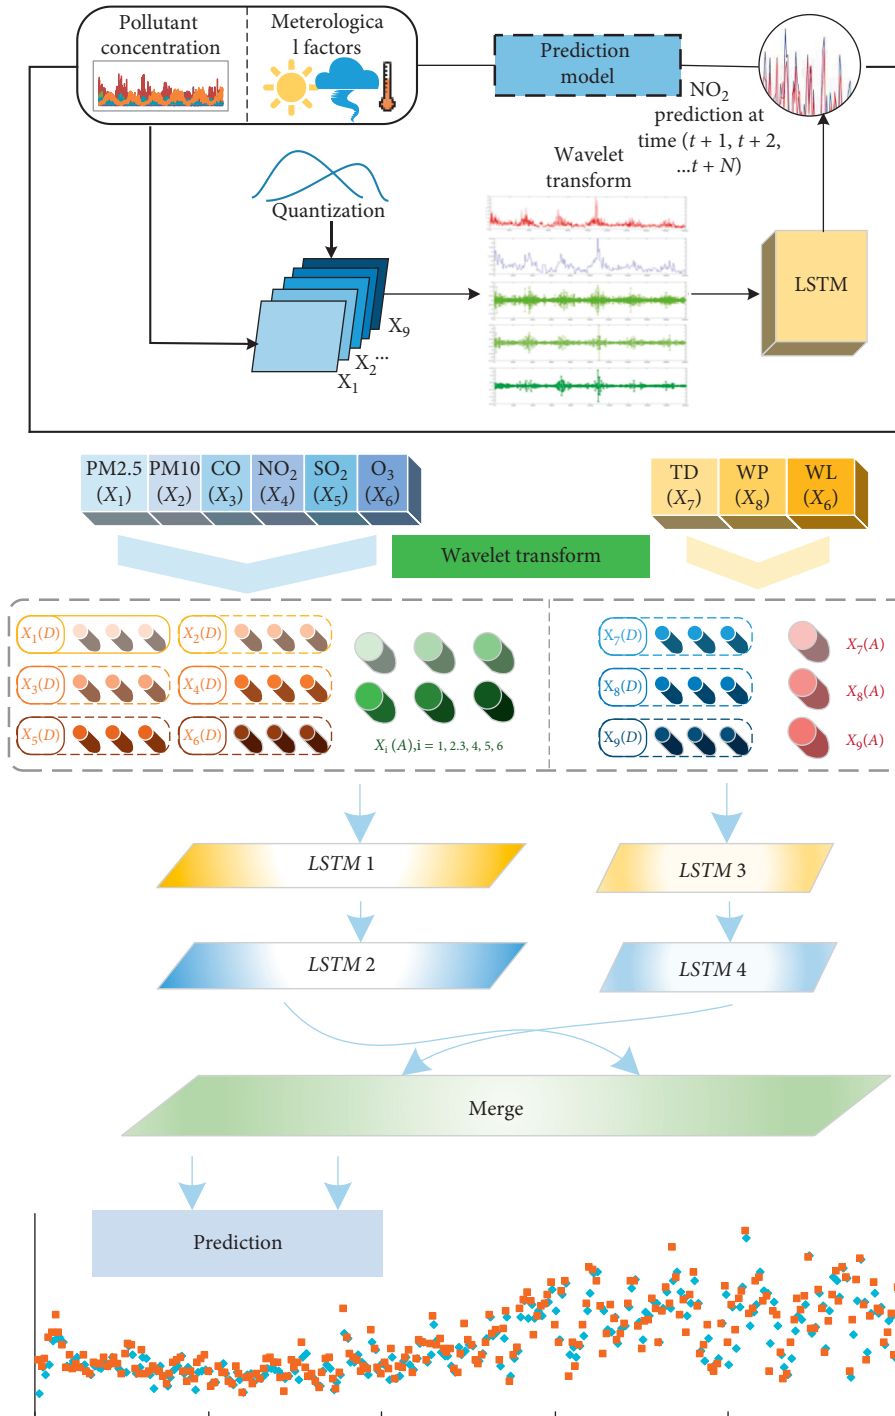 Pollutant
concentration
Meterologica
l factors
Prediction
model
NO₂
prediction at
time (t + 1, t + 2,
...t + N)
Wavelet
transform
Quantization
X₉
...
X₂
X₁
LSTM
PM2.5
(X₁)
PM10
(X₂)
CO
(X₃)
NO₂
(X₄)
SO₂
(X₅)
O₃
(X₆)
TD
(X₇)
WP
(X₈)
WL
(X₆)
Wavelet transform
X₁(D)
X₂(D)
X₃(D)
X₄(D)
X₅(D)
X₆(D)
Xᵢ (A),i = 1, 2.3, 4, 5, 6
X₇(D)
X₇(A)
X₈(D)
X₈(A)
X₉(D)
X₉(A)
LSTM 1
LSTM 3
LSTM 2
LSTM 4
Merge
Prediction